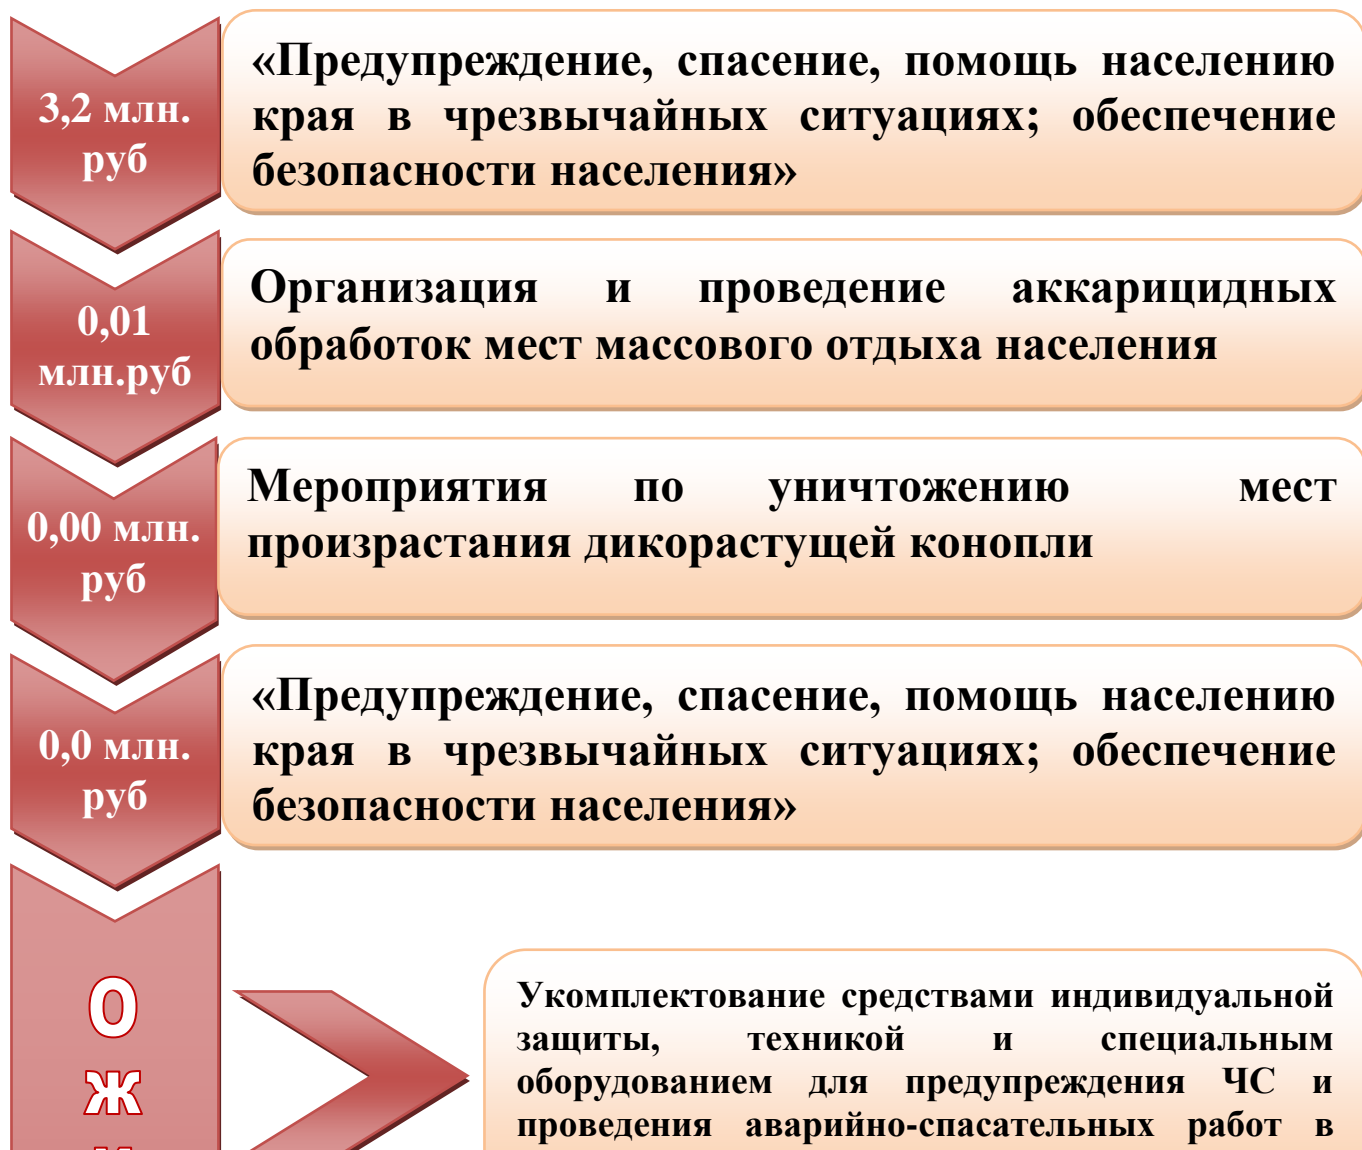 3,2 млн.
руб
«Предупреждение, спасение, помощь населению
края в чрезвычайных ситуациях; обеспечение
безопасности населения»
0,01
млн.руб
Организация и проведение аккарицидных
обработок мест массового отдыха населения
0,00 млн.
руб
Мероприятия по уничтожению мест
произрастания дикорастущей конопли
0,0 млн.
руб
«Предупреждение, спасение, помощь населению
края в чрезвычайных ситуациях; обеспечение
безопасности населения»
О
Ж
Укомплектование средствами индивидуальной
защиты, техникой и специальным
оборудованием для предупреждения ЧС и
проведения аварийно-спасательных работ в